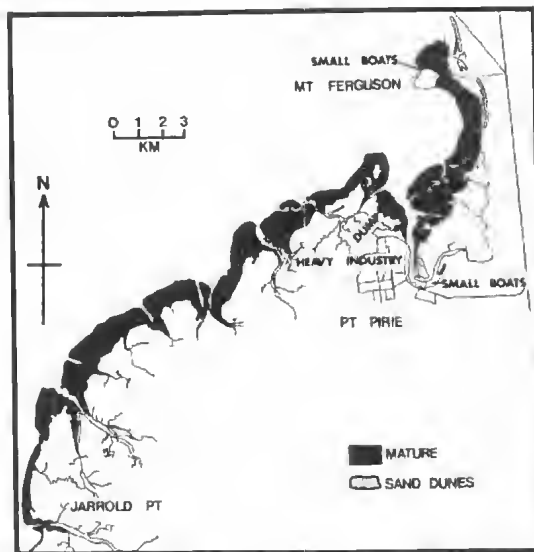 SMALL BOATS
MT FERGUSON
0 1 2 3
KM
N
DUMP
HEAVY INDUSTRY
SMALL BOATS
PT PIRIE
MATURE
SAND DUNES
JARROLD PT